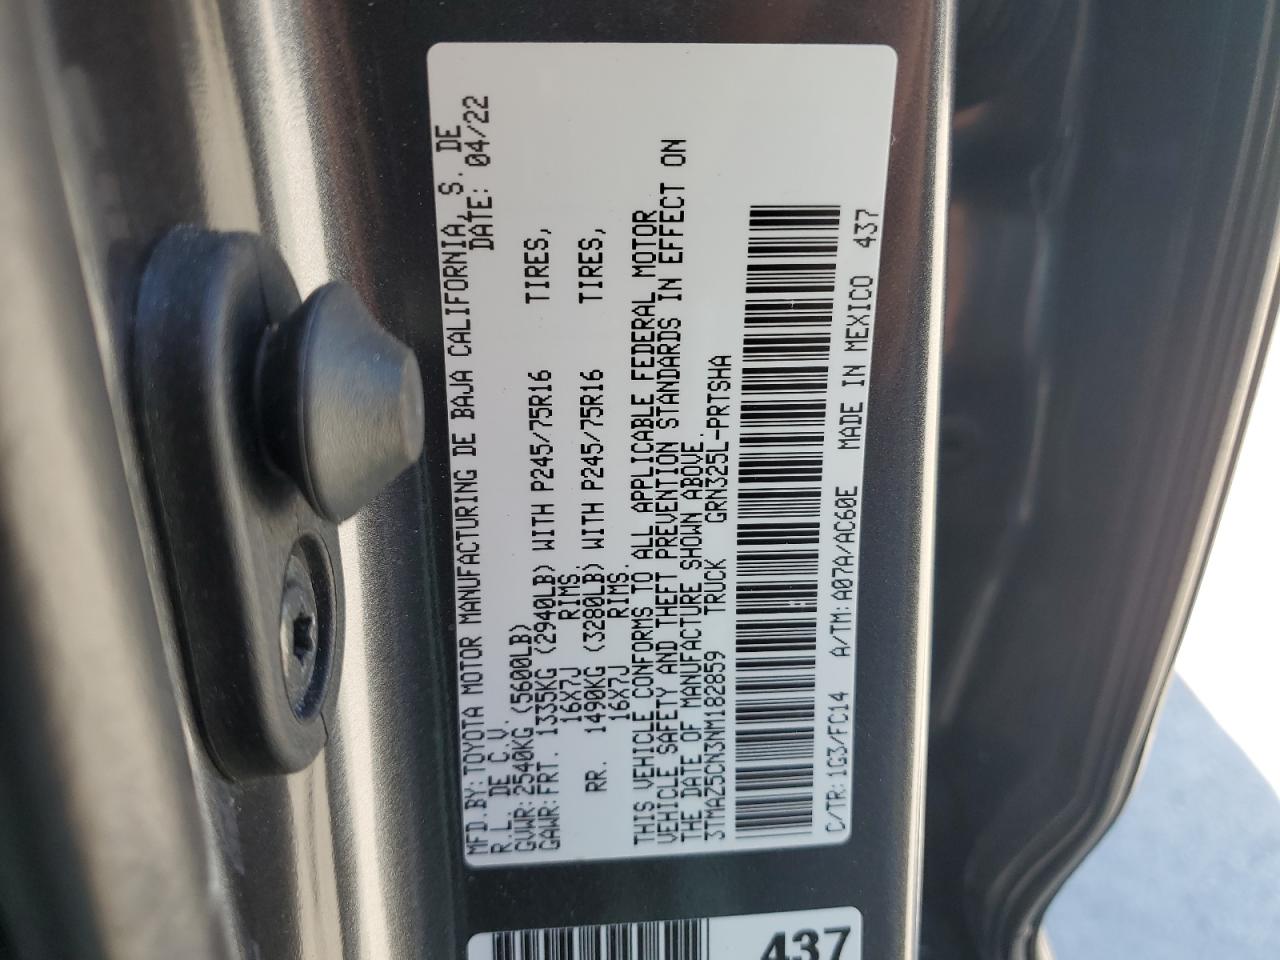 MFD.BY:TOYOTA MOTOR MANUFACTURING DE BAJA CALIFORNIA, S. DE
R.L. DE C.V. DATE: 04/22
GVWR:2540KG (5600LB)
GAWR:FRT. 1335KG (2940LB) WITH P245/75R16 TIRES,
16X7J RIMS.
RR. 1490KG (3280LB) WITH P245/75R16 TIRES,
16X7J RIMS.
THIS VEHICLE CONFORMS TO ALL APPLICABLE FEDERAL MOTOR
VEHICLE SAFETY AND THEFT PREVENTION STANDARDS IN EFFECT ON
THE DATE OF MANUFACTURE SHOWN ABOVE.
3TMAZ5CN3NM182859 TRUCK GRN325L-PRTSHA
C/TR:1G3/FC14 A/TM:A07A/AC60E MADE IN MEXICO 437
437